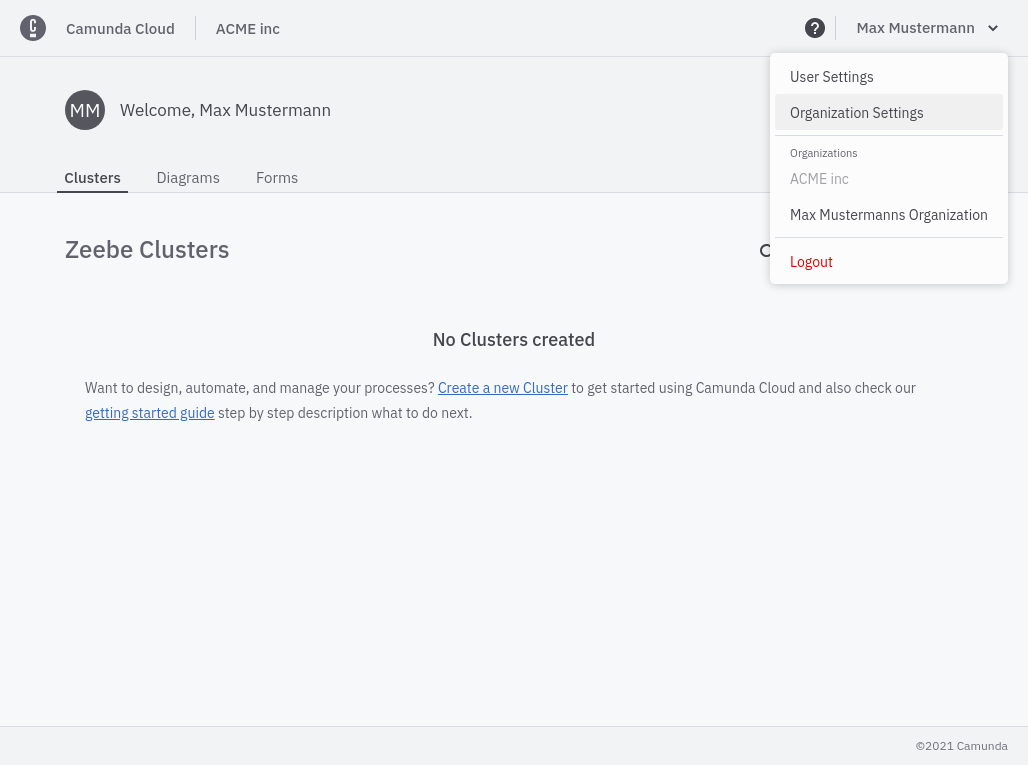 Camunda Cloud
ACME inc
?
Max Mustermann
User Settings
Organization Settings
Organizations
ACME inc
Max Mustermanns Organization
Logout
MM
Welcome, Max Mustermann
Clusters
Diagrams
Forms
Zeebe Clusters
No Clusters created
Want to design, automate, and manage your processes? Create a new Cluster to get started using Camunda Cloud and also check our
getting started guide step by step description what to do next.
©2021 Camunda